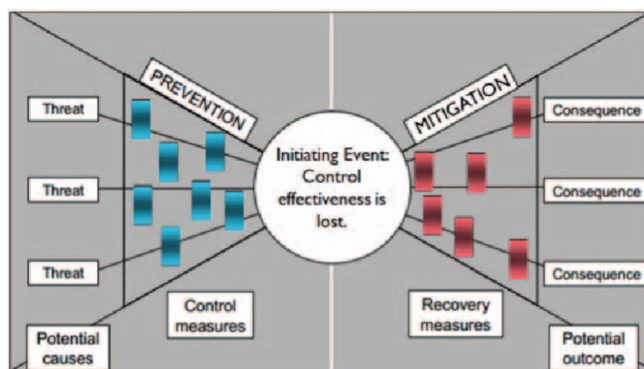 PREVENTION
MITIGATION
Threat
Consequence
Initiating Event:
Control
effectiveness is
lost.
Threat
Consequence
Threat
Consequence
Control
measures
Recovery
measures
Potential
causes
Potential
outcome